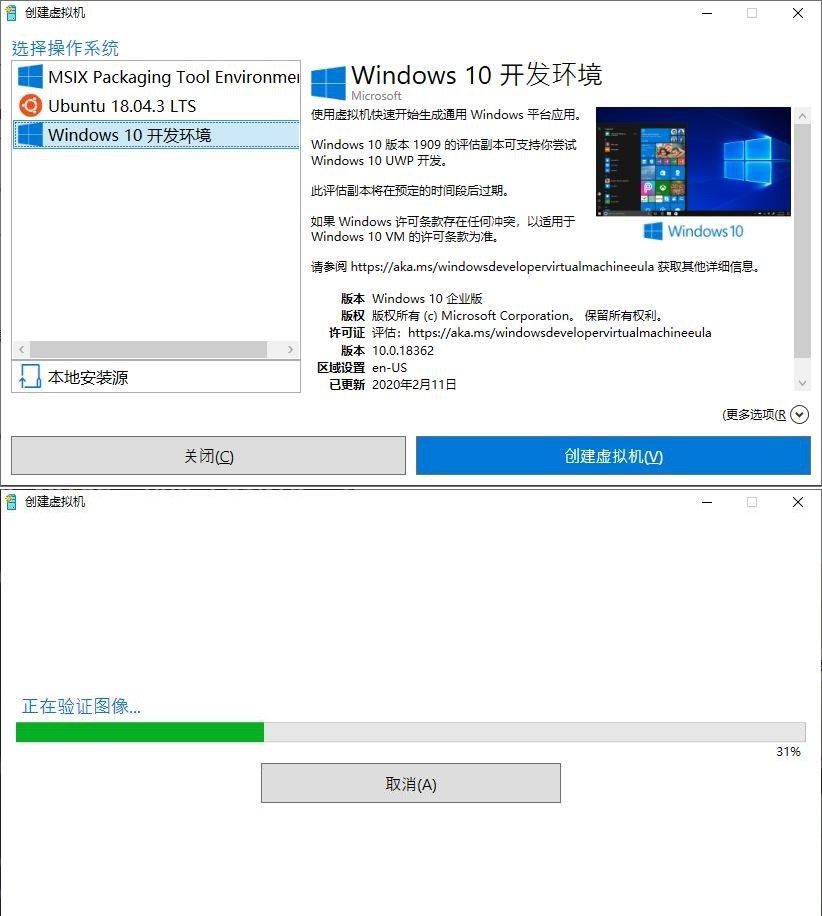 创建虚拟机
选择操作系统
MSIX Packaging Tool Environmer
Ubuntu 18.04.3 LTS
Windows 10 开发环境
本地安装源
Windows 10 开发环境
Microsoft
使用虚拟机快速开始生成通用 Windows 平台应用。
Windows 10 版本 1909 的评估副本可支持你尝试
Windows 10 UWP 开发。
此评估副本将在预定的时间段后过期。
如果 Windows 许可条款存在任何冲突，以适用于
Windows 10 VM 的许可条款为准。
Windows10
请参阅 https://aka.ms/windowsdevelopervirtualmachineeula 获取其他详细信息。
版本 Windows 10 企业版
版权 版权所有 (c) Microsoft Corporation。 保留所有权利。
许可证 评估：https://aka.ms/windowsdevelopervirtualmachineeula
版本 10.0.18362
区域设置 en-US
已更新 2020年2月11日
(更多选项(R
关闭(C)
创建虚拟机(V)
创建虚拟机
正在验证图像...
31%
取消(A)